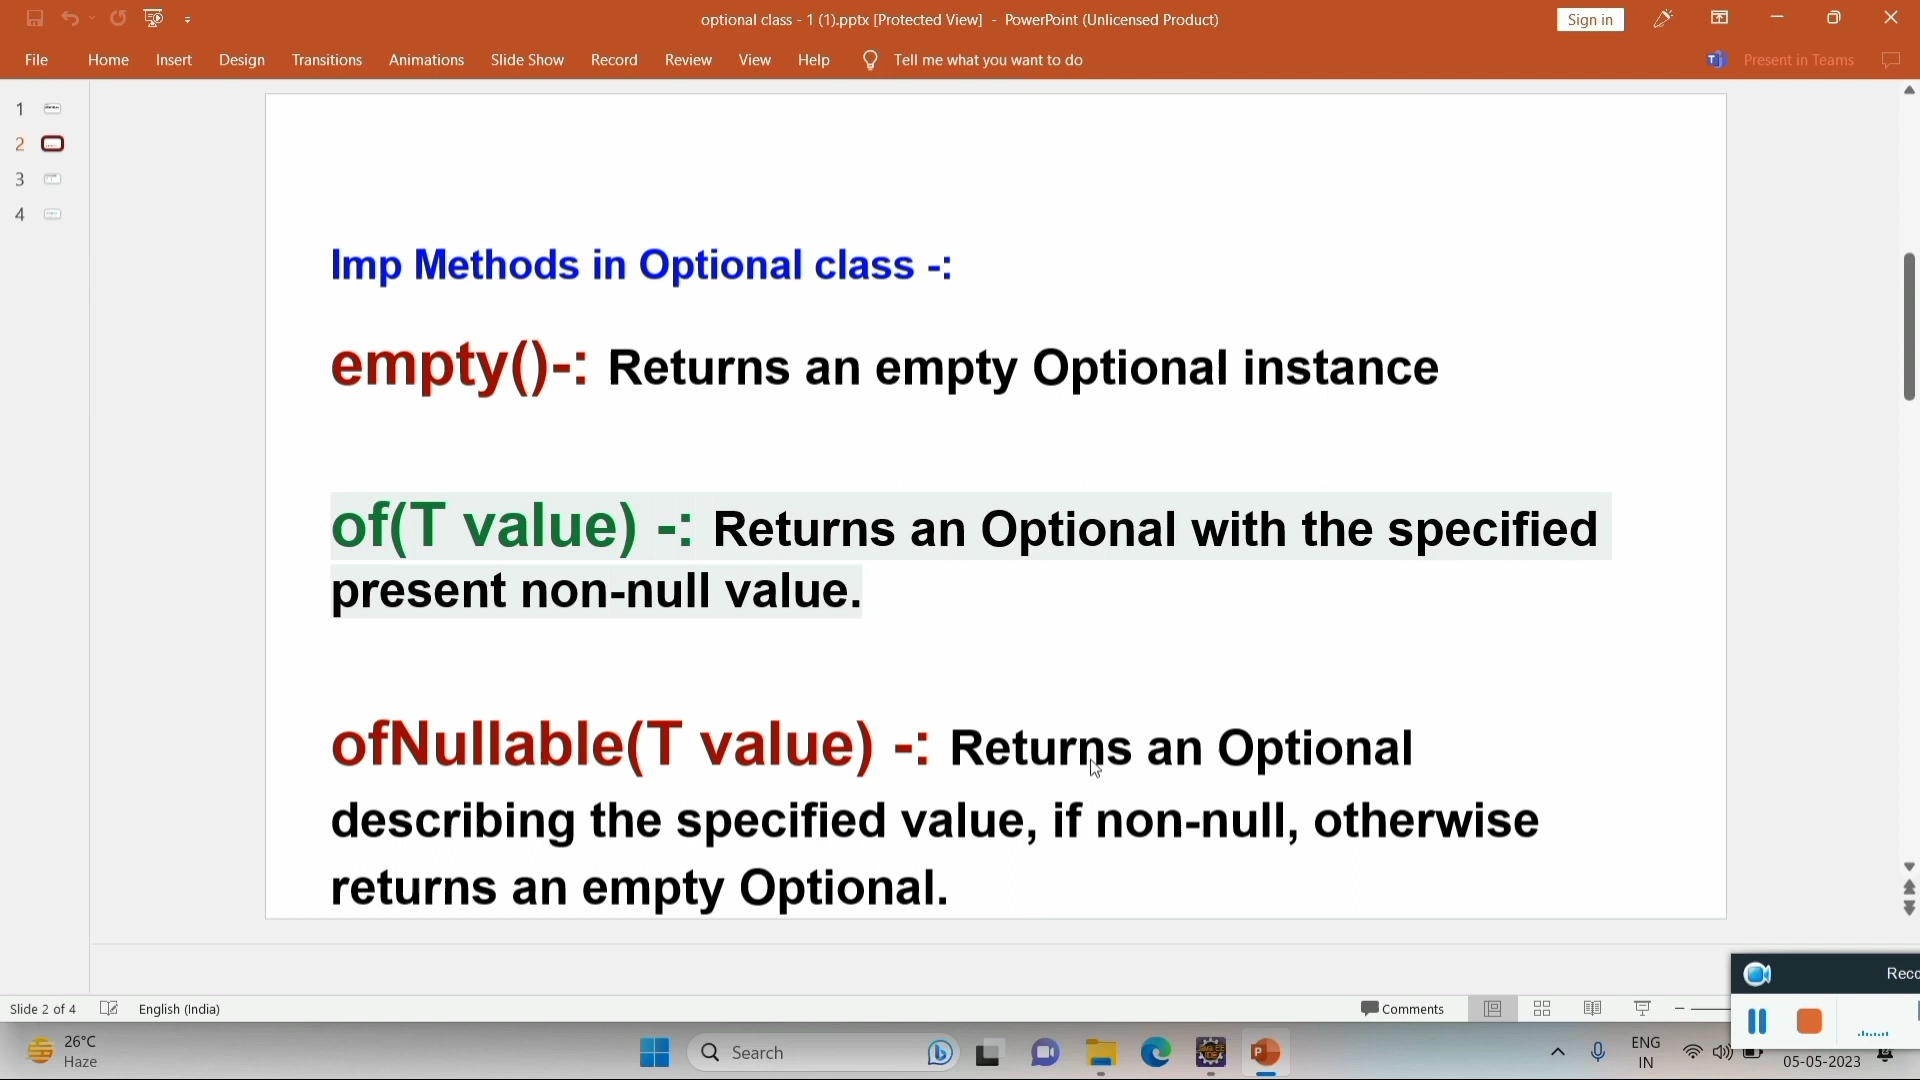 optional class - 1 (1).pptx [Protected View] - PowerPoint (Unlicensed Product)
Sign in
File Home Insert Design Transitions Animations Slide Show Record Review View Help Tell me what you want to do
Present in Teams
1
2
3
4
Imp Methods in Optional class -:
empty()-: Returns an empty Optional instance
of(T value) -: Returns an Optional with the specified
present non-null value.
ofNullable(T value) -: Returns an Optional
describing the specified value, if non-null, otherwise
returns an empty Optional.
Slide 2 of 4 English (India) Comments
26°C
Haze
Search
ENG
IN
05-05-2023